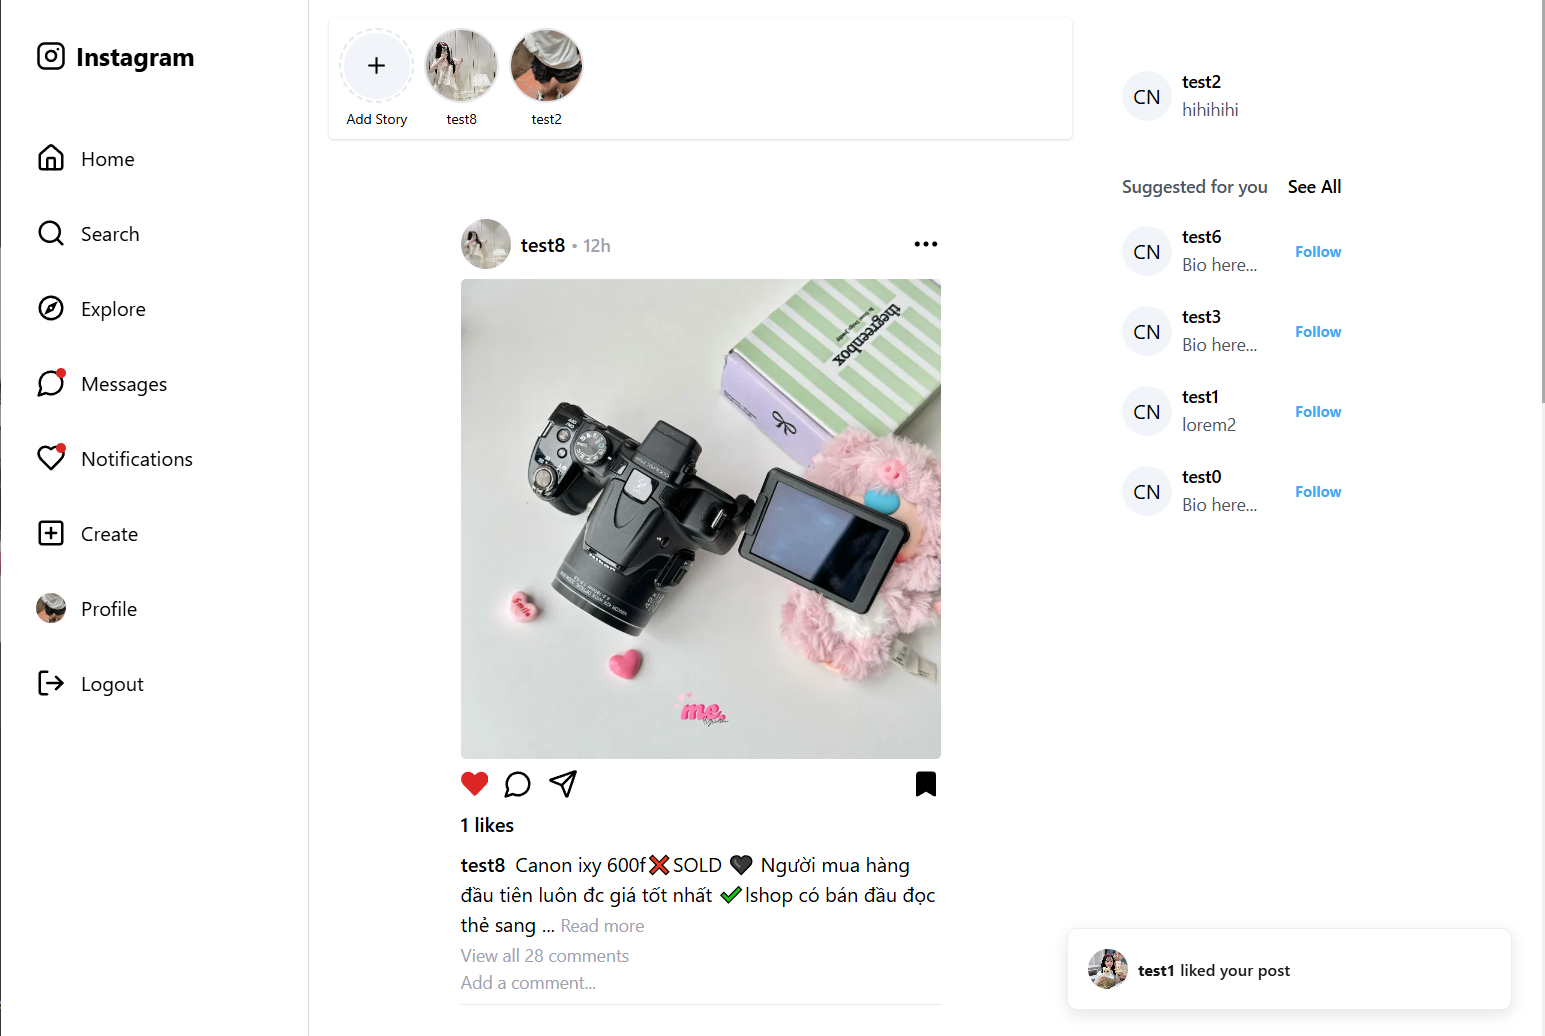 Instagram
Home
Search
Explore
Messages
Notifications
Create
Profile
Logout
Add Story
test8
test2
test8 • 12h
thegreenbox
Smile
me.
1 likes
test8 Canon ixy 600f❌SOLD 🖤 Người mua hàng
đầu tiên luôn đc giá tốt nhất ✔lshop có bán đầu đọc
thẻ sang ... Read more
View all 28 comments
Add a comment...
CN
test2
hihihihi
Suggested for you See All
CN
test6
Bio here...
Follow
CN
test3
Bio here...
Follow
CN
test1
lorem2
Follow
CN
test0
Bio here...
Follow
test1 liked your post